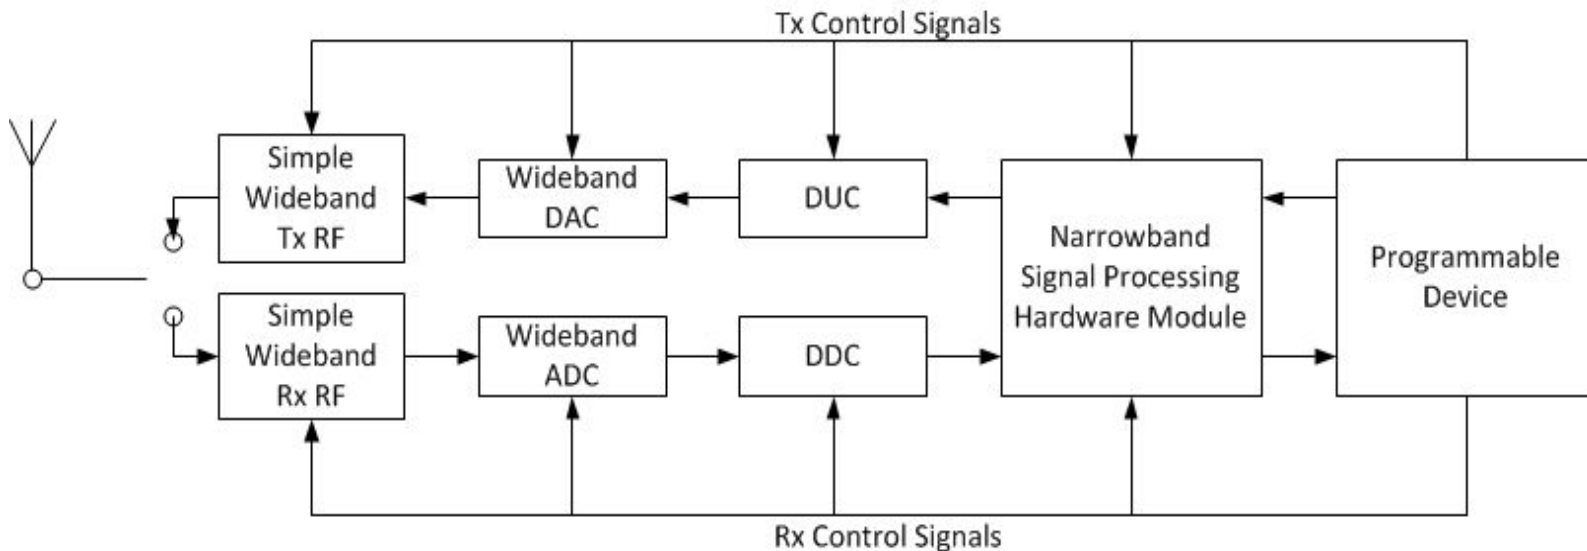 Tx Control Signals
Simple
Wideband
Tx RF
Wideband
DAC
DUC
Narrowband
Signal Processing
Hardware Module
Programmable
Device
Simple
Wideband
Rx RF
Wideband
ADC
DDC
Rx Control Signals